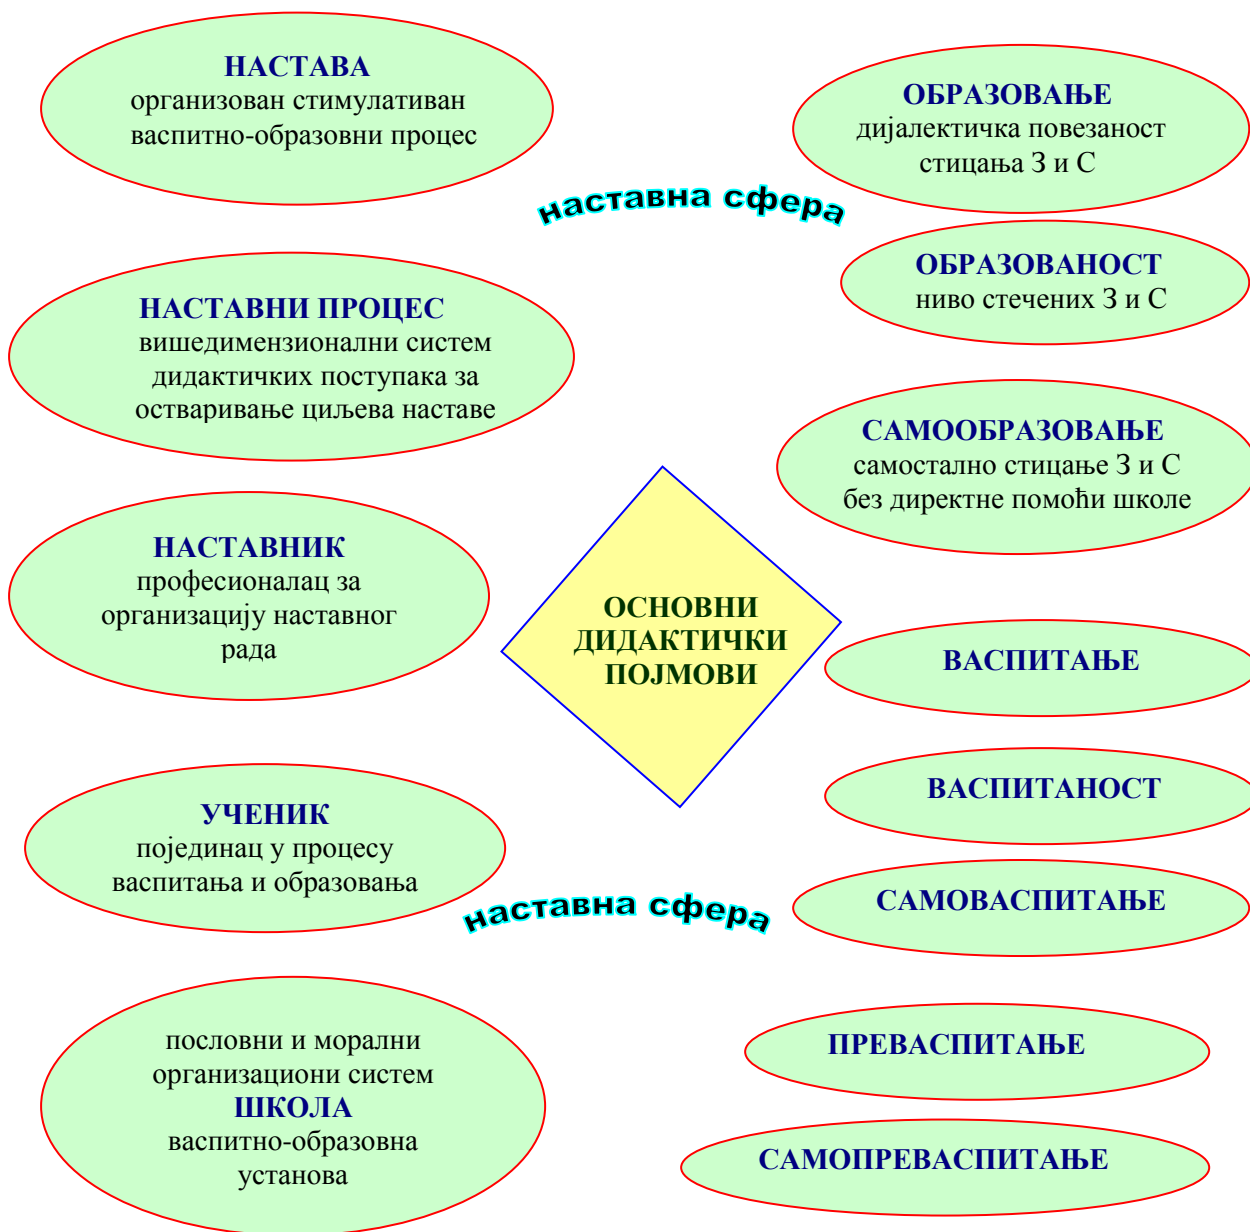 НАСТАВА
организован стимулативан
васпитно-образовни процес
ОБРАЗОВАЊЕ
дијалектичка повезаност
стицања З и С
наставна сфера
ОБРАЗОВАНОСТ
ниво стечених З и С
НАСТАВНИ ПРОЦЕС
вишедимензионални систем
дидактичких поступака за
остваривање циљева наставе
САМООБРАЗОВАЊЕ
самостално стицање З и С
без директне помоћи школе
НАСТАВНИК
професионалац за
организацију наставног
рада
ОСНОВНИ
ДИДАКТИЧКИ
ПОЈМОВИ
ВАСПИТАЊЕ
ВАСПИТАНОСТ
УЧЕНИК
појединац у процесу
васпитања и образовања
САМОВАСПИТАЊЕ
наставна сфера
пословни и морални
организациони систем
ШКОЛА
васпитно-образовна
установа
ПРЕВАСПИТАЊЕ
САМОПРЕВАСПИТАЊЕ